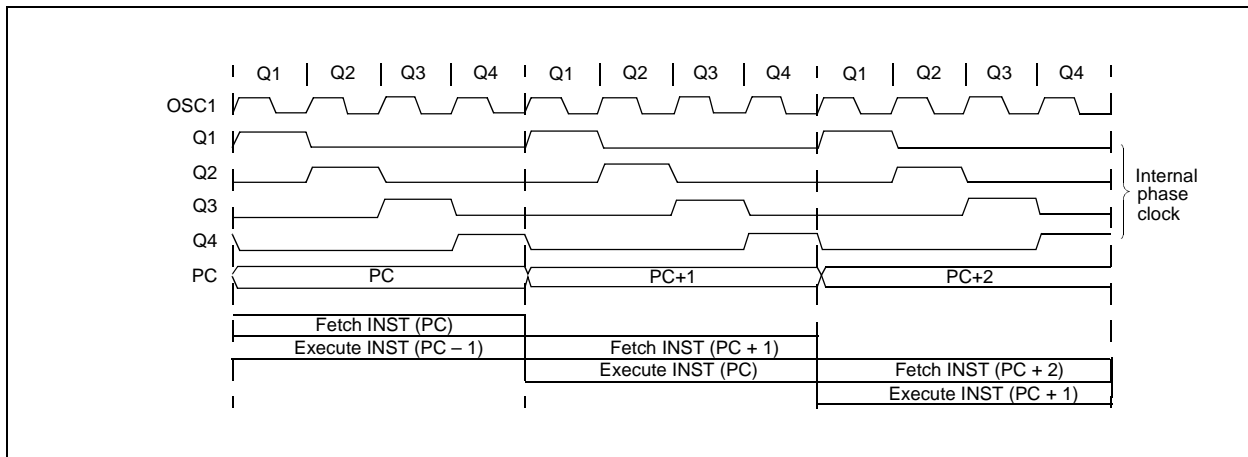 Q1 Q2 Q3 Q4 Q1 Q2 Q3 Q4 Q1 Q2 Q3 Q4
OSC1
Q1
Q2
Q3
Q4
Internal
phase
clock
PC PC PC+1 PC+2
Fetch INST (PC)
Execute INST (PC – 1) Fetch INST (PC + 1)
Execute INST (PC) Fetch INST (PC + 2)
Execute INST (PC + 1)